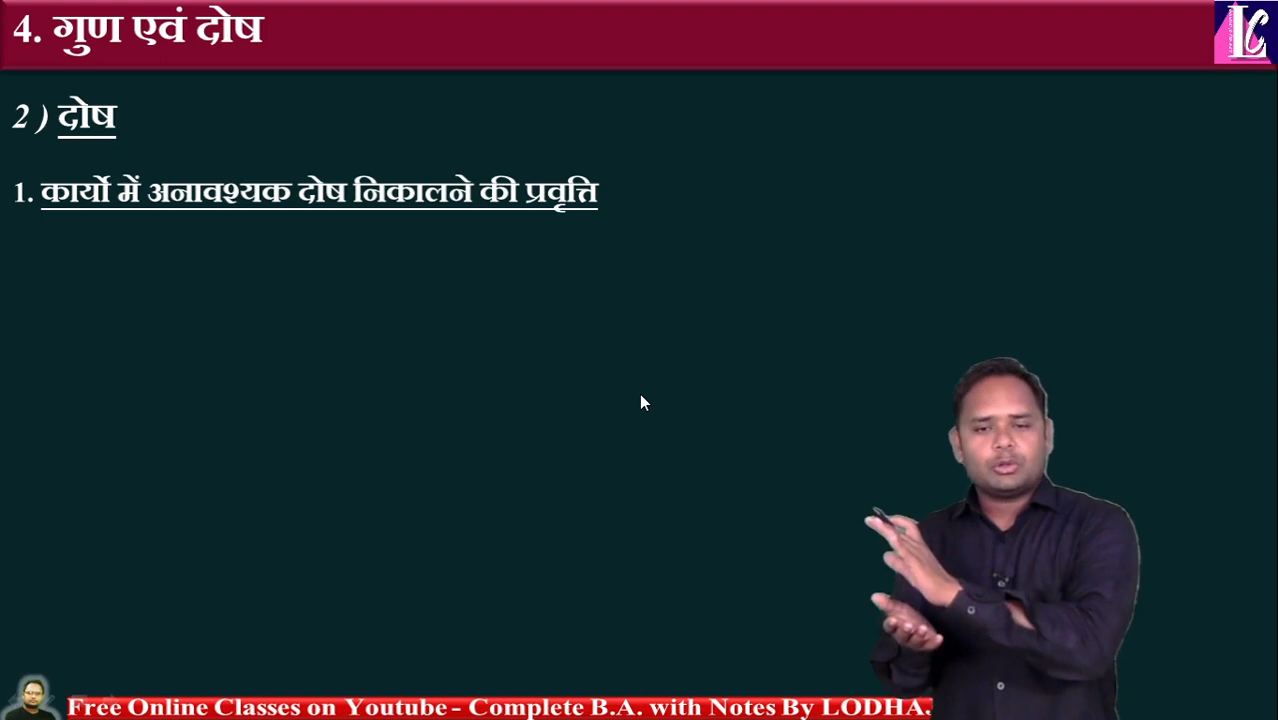 4. गुण एवं दोष
LC
2 ) दोष
1. कार्यो में अनावश्यक दोष निकालने की प्रवृत्ति
Free Online Classes on Youtube - Complete B.A. with Notes By LODHA.